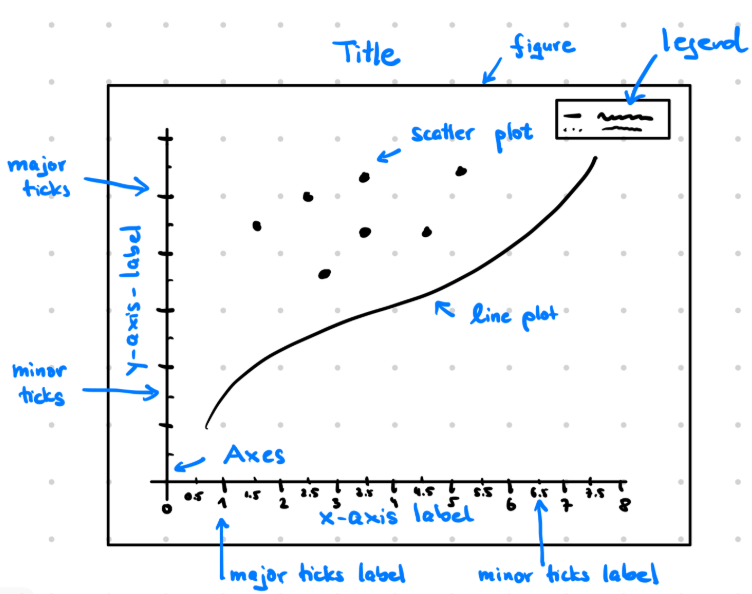 Title
figure
legend
scatter plot
major
ticks
y-axis-label
line plot
minor
ticks
Axes
0.5 1.5 2.5 3.5 4.5 5.5 6.5 7.5
0 1 2 3 4 5 6 7 8
x-axis label
major ticks label
minor ticks label